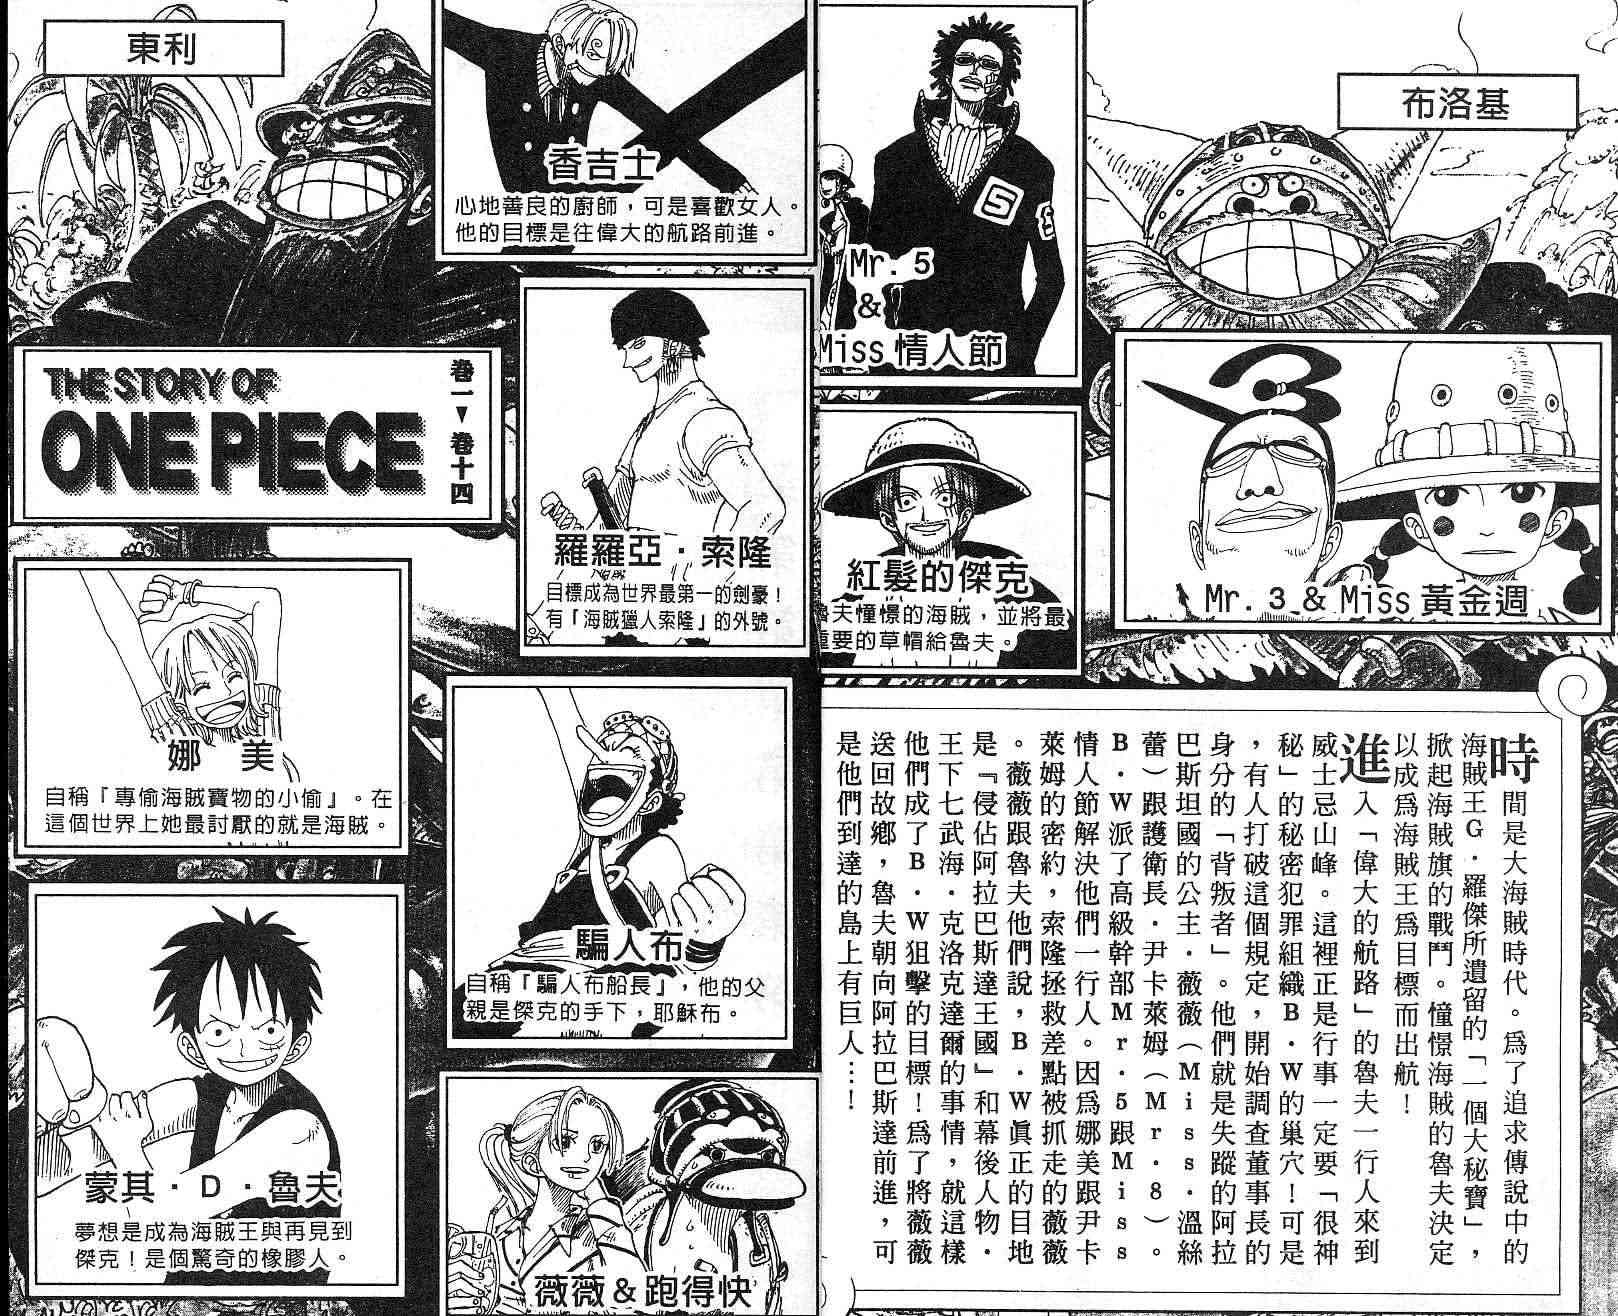 東利
香吉士
心地善良的廚師，可是喜歡女人。
他的目標是往偉大的航路前進。
Mr. 5
&
Miss 情人節
布洛基
THE STORY OF
ONE PIECE
卷一▼卷十四
羅羅亞．索隆
目標成為世界最第一的劍豪！
有『海賊獵人索隆』的外號。
紅髮的傑克
魯夫憧憬的海賊，並將最
重要的草帽給魯夫。
Mr. 3 & Miss 黃金週
娜美
自稱『專偷海賊寶物的小偷』。在
這個世界上她最討厭的就是海賊。
騙人布
自稱『騙人布船長』，他的父
親是傑克的手下，耶穌布。
蒙其．D．魯夫
夢想是成為海賊王與再見到
傑克！是個驚奇的橡膠人。
薇薇＆跑得快
時間是大海賊時代。為了追求傳說中的
海賊王G．羅傑所遺留的「一個大秘寶」，
掀起海賊旗的戰鬥。憧憬海賊的魯夫決定
以成為海賊王為目標而出航！
進入「偉大的航路」的魯夫一行人來到
威士忌山峰。這裡正是行事一定要「很神
秘」的秘密犯罪組織B．W的巢穴！可是
，有人打破這個規定，開始調查董事長的
身分的「背叛者」。他們就是失蹤的阿拉
巴斯坦國的公主．薇薇（Miss．溫絲
蕾）跟護衛長．尹卡萊姆（Mr．8）。
B．W派了高級幹部Mr．5跟Miss
情人節解決他們一行人。因為娜美跟尹卡
萊姆的密約，索隆拯救差點被抓走的薇薇
。薇薇跟魯夫他們說，B．W真正的目地
是『侵佔阿拉巴斯達王國』和幕後人物．
王下七武海．克洛克達爾的事情，就這樣
他們成了B．W狙擊的目標！為了將薇薇
送回故鄉，魯夫朝向阿拉巴斯達前進，可
是他們到達的島上有巨人…！